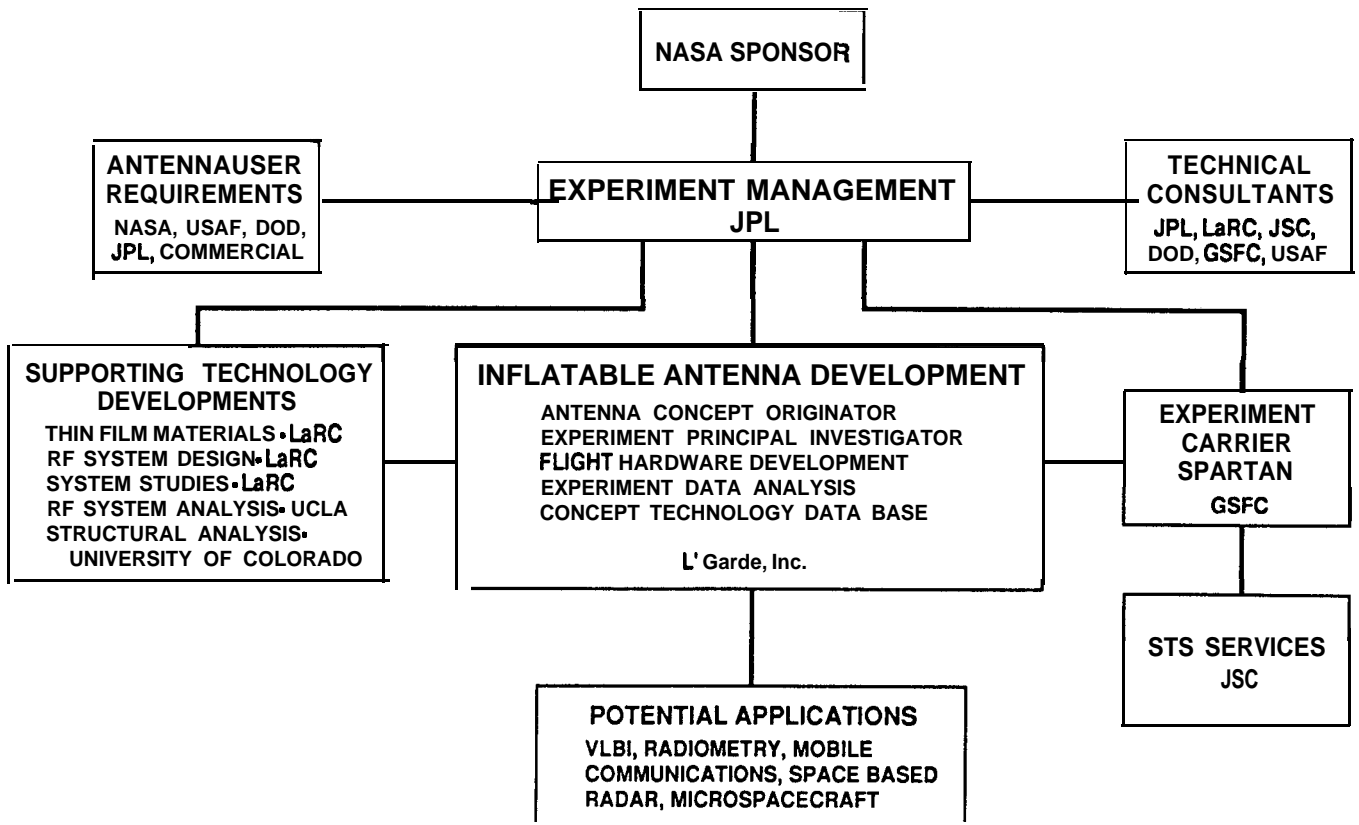 NASA SPONSOR
ANTENNAUSER
REQUIREMENTS
NASA, USAF, DOD,
JPL, COMMERCIAL
EXPERIMENT MANAGEMENT
JPL
TECHNICAL
CONSULTANTS
JPL, LaRC, JSC,
DOD, GSFC, USAF
SUPPORTING TECHNOLOGY
DEVELOPMENTS
THIN FILM MATERIALS - LaRC
RF SYSTEM DESIGN - LaRC
SYSTEM STUDIES - LaRC
RF SYSTEM ANALYSIS - UCLA
STRUCTURAL ANALYSIS -
UNIVERSITY OF COLORADO
INFLATABLE ANTENNA DEVELOPMENT
ANTENNA CONCEPT ORIGINATOR
EXPERIMENT PRINCIPAL INVESTIGATOR
FLIGHT HARDWARE DEVELOPMENT
EXPERIMENT DATA ANALYSIS
CONCEPT TECHNOLOGY DATA BASE
L' Garde, Inc.
EXPERIMENT
CARRIER
SPARTAN
GSFC
STS SERVICES
JSC
POTENTIAL APPLICATIONS
VLBI, RADIOMETRY, MOBILE
COMMUNICATIONS, SPACE BASED
RADAR, MICROSPACECRAFT